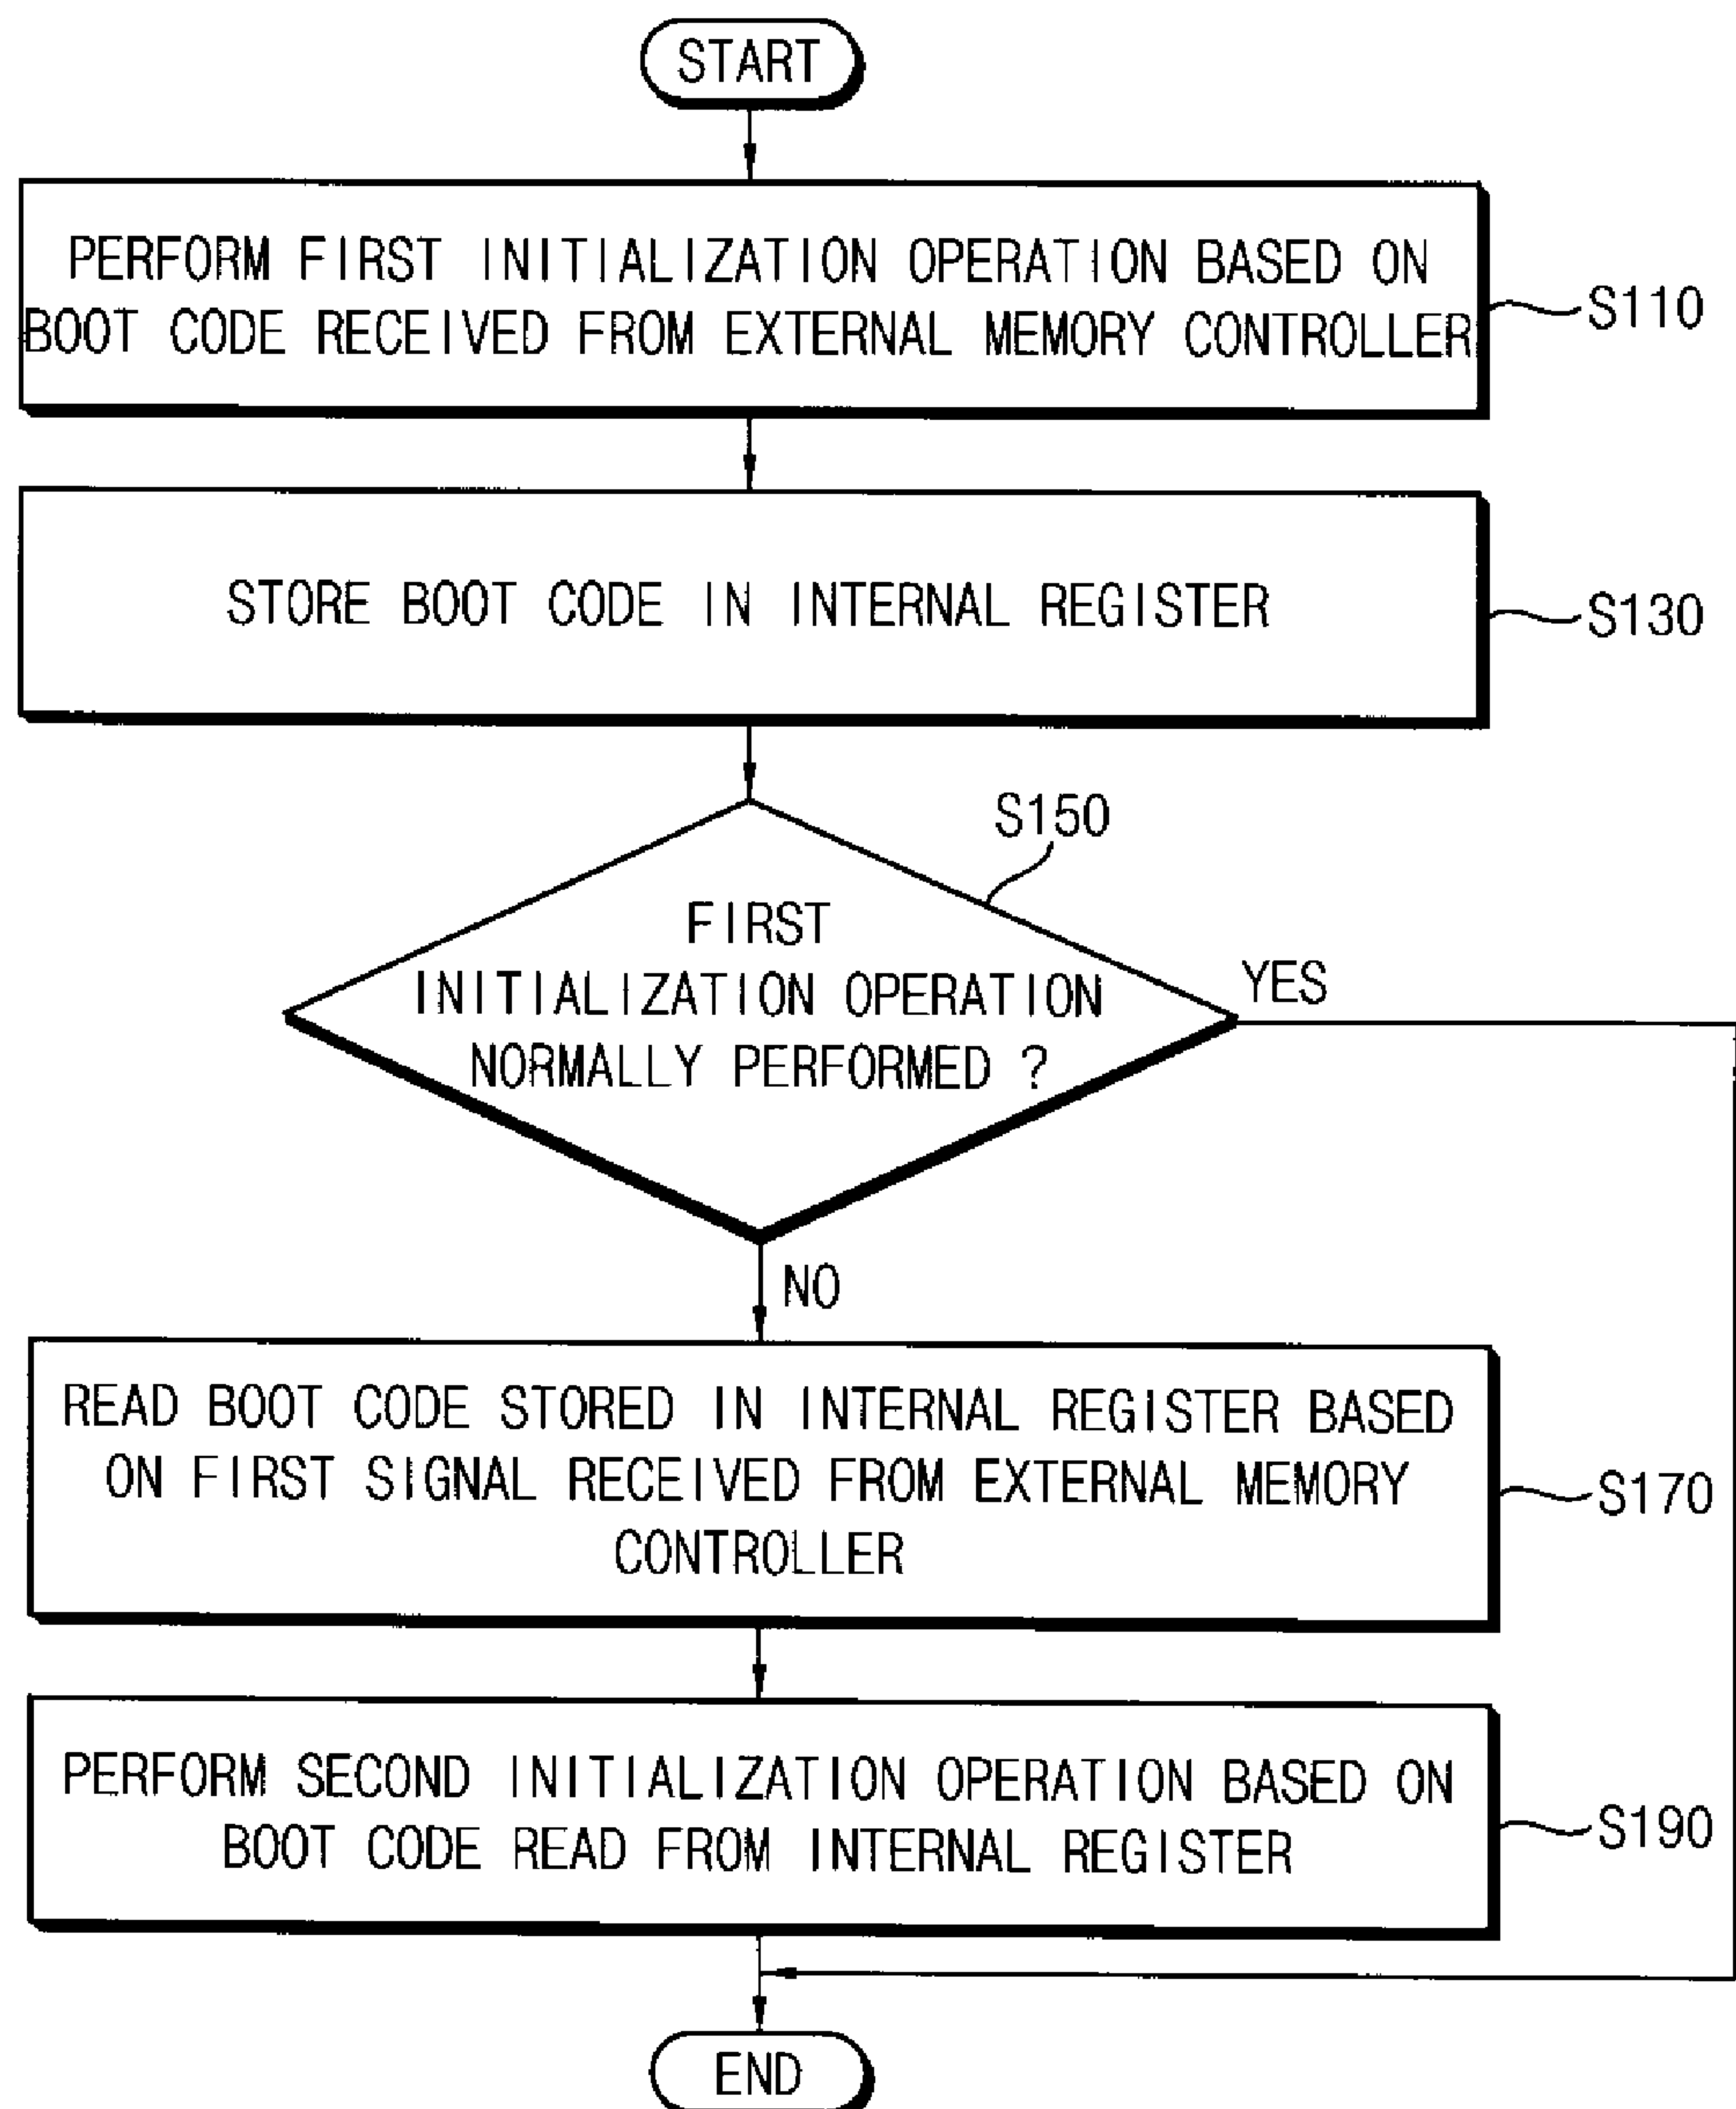 START
PERFORM FIRST INITIALIZATION OPERATION BASED ON
BOOT CODE RECEIVED FROM EXTERNAL MEMORY CONTROLLER
S110
STORE BOOT CODE IN INTERNAL REGISTER
S130
S150
FIRST
INITIALIZATION OPERATION
NORMALLY PERFORMED ?
YES
NO
READ BOOT CODE STORED IN INTERNAL REGISTER BASED
ON FIRST SIGNAL RECEIVED FROM EXTERNAL MEMORY
CONTROLLER
S170
PERFORM SECOND INITIALIZATION OPERATION BASED ON
BOOT CODE READ FROM INTERNAL REGISTER
S190
END